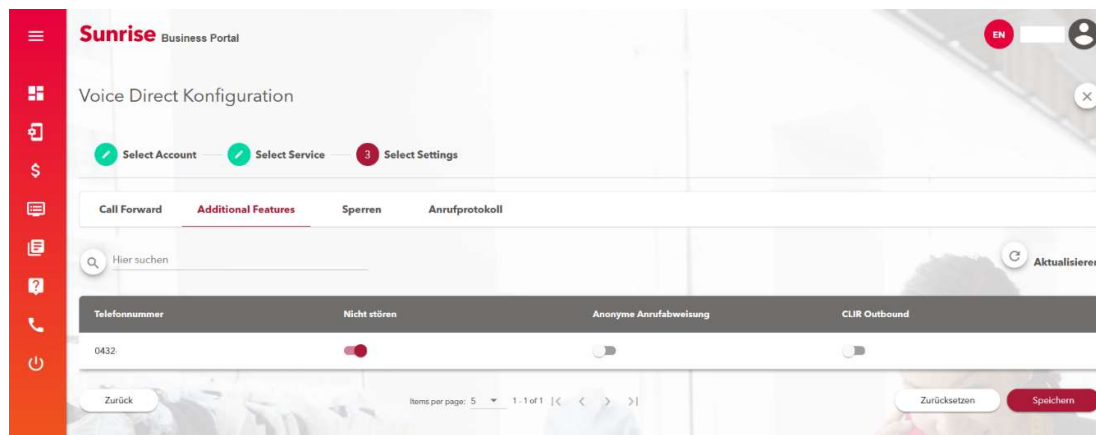 Sunrise Business Portal
EN
Voice Direct Konfiguration
Select Account
Select Service
3 Select Settings
Call Forward Additional Features Sperren Anrufprotokoll
Hier suchen
Aktualisieren
Telefonnummer Nicht stören Anonyme Anrufabweisung CLIR Outbound
0432
Zurück
Items per page: 5 1 - 1 of 1 |< < > >|
Zurücksetzen Speichern